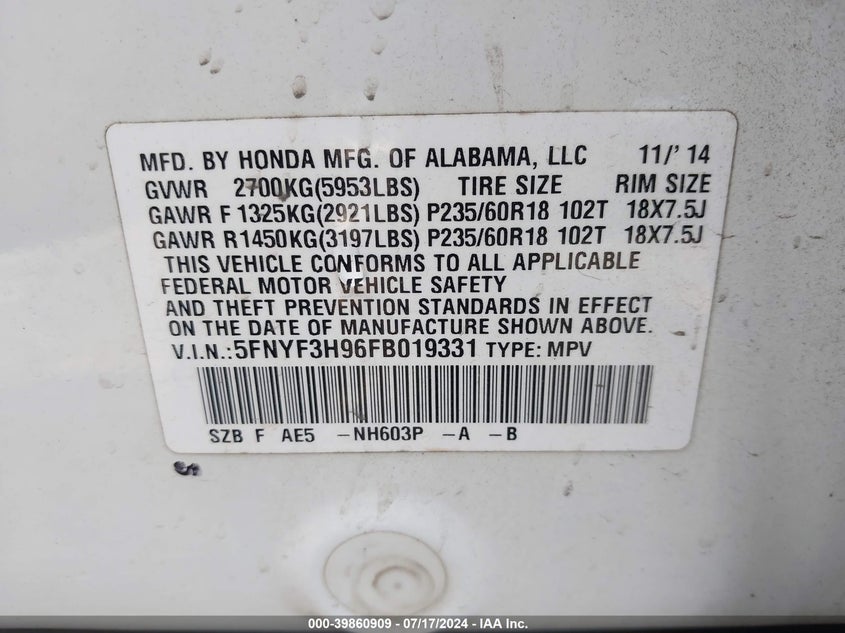 MFD. BY HONDA MFG. OF ALABAMA, LLC 11/' 14
GVWR 2700KG(5953LBS) TIRE SIZE RIM SIZE
GAWR F 1325KG(2921LBS) P235/60R18 102T 18X7.5J
GAWR R1450KG(3197LBS) P235/60R18 102T 18X7.5J
THIS VEHICLE CONFORMS TO ALL APPLICABLE
FEDERAL MOTOR VEHICLE SAFETY
AND THEFT PREVENTION STANDARDS IN EFFECT
ON THE DATE OF MANUFACTURE SHOWN ABOVE.
V.I.N.:5FNYF3H96FB019331 TYPE: MPV
SZB F AE5 -NH603P -A -B
000-39860909 - 07/17/2024 - IAA Inc.